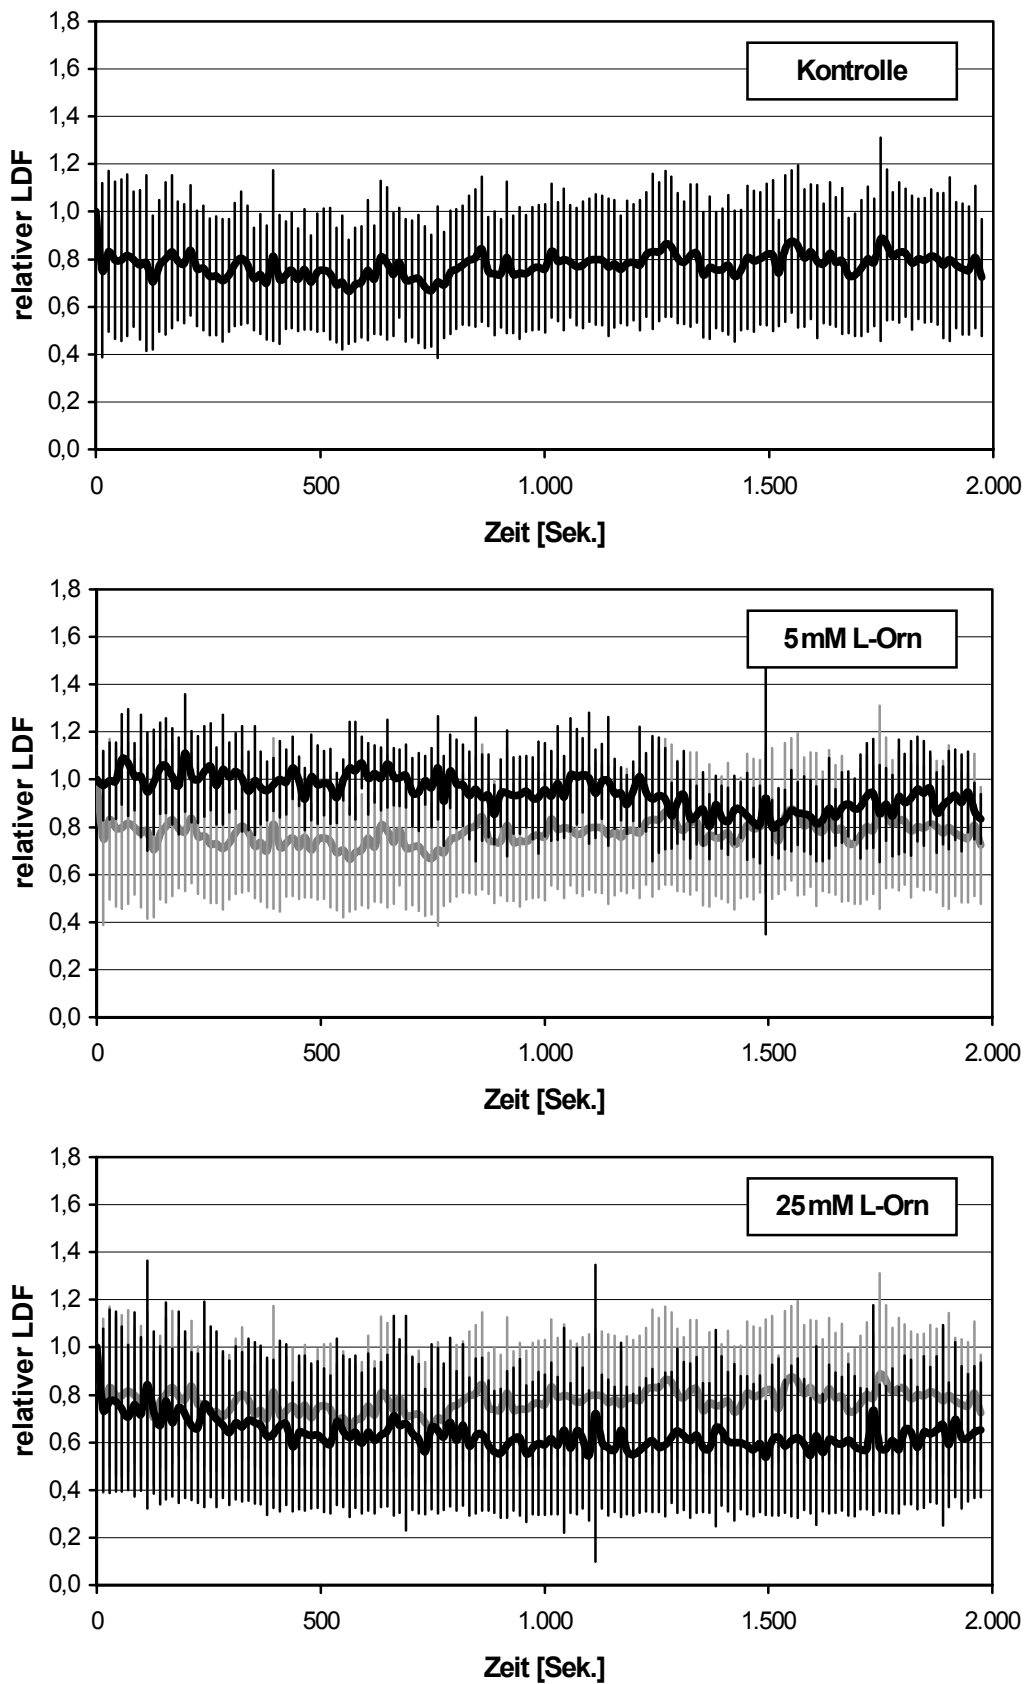 1,8
1,6
Kontrolle
1,4
1,2
1,0
0,8
0,6
0,4
0,2
0,0
relativer LDF
0 500 1.000 1.500 2.000
Zeit [Sek.]
1,8
1,6
5 mM L-Orn
1,4
1,2
1,0
0,8
0,6
0,4
0,2
0,0
relativer LDF
0 500 1.000 1.500 2.000
Zeit [Sek.]
1,8
1,6
25 mM L-Orn
1,4
1,2
1,0
0,8
0,6
0,4
0,2
0,0
relativer LDF
0 500 1.000 1.500 2.000
Zeit [Sek.]